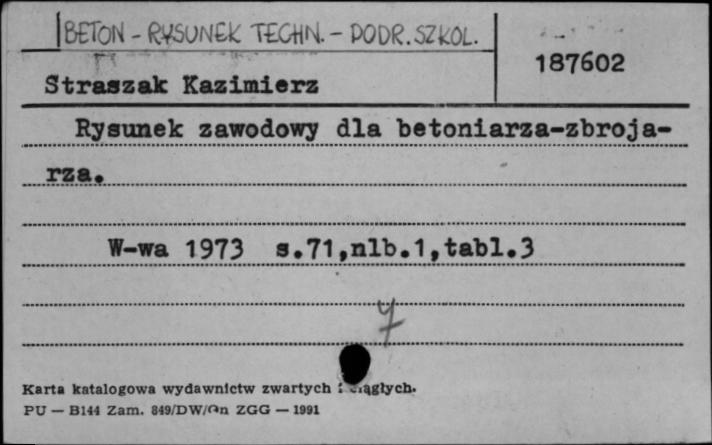 BETON - RYSUNEK TECHN. - PODR. SZKOL.
187602
Straszak Kazimierz
Rysunek zawodowy dla betoniarza-zbroja-
rza.
W-wa 1973 s.71,nlb.1,tabl.3
7
Karta katalogowa wydawnictw zwartych i ciągłych.
PU — B144 Zam. 849/DW/On ZGG — 1991